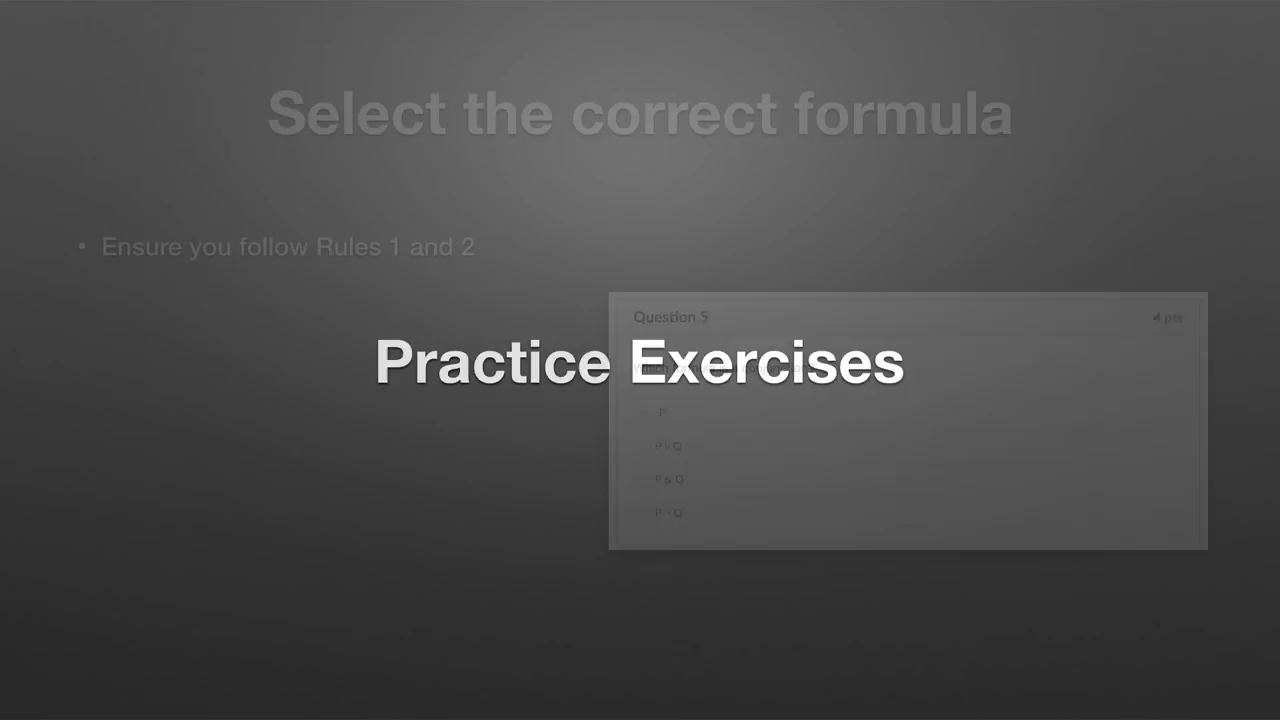 Select the correct formula
• Ensure you follow Rules 1 and 2
Question 5
4 pts
Practice Exercises
P
P & Q